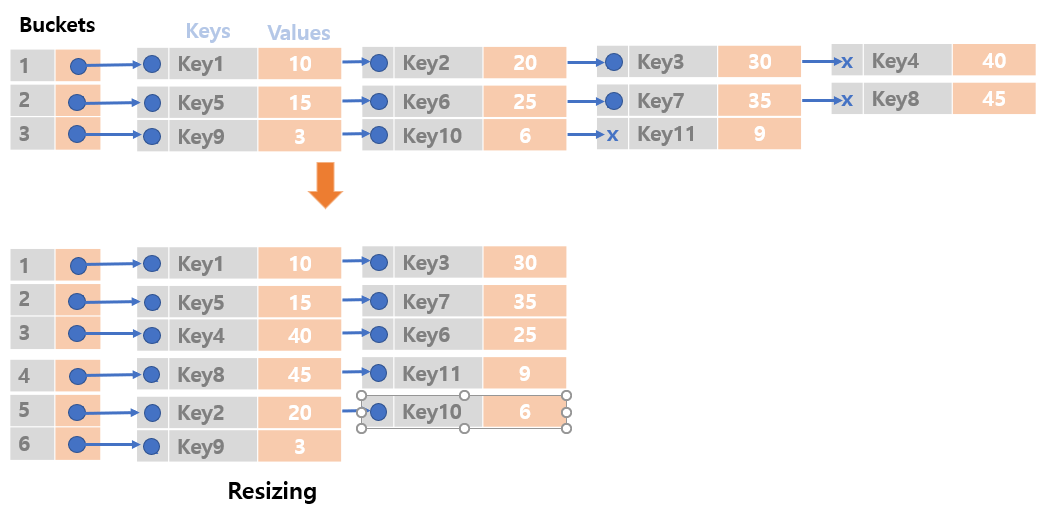 Buckets Keys Values
1 Key1 10 Key2 20 Key3 30 x Key4 40
2 Key5 15 Key6 25 Key7 35 x Key8 45
3 Key9 3 Key10 6 x Key11 9
1 Key1 10 Key3 30
2 Key5 15 Key7 35
3 Key4 40 Key6 25
4 Key8 45 Key11 9
5 Key2 20 Key10 6
6 Key9 3
Resizing